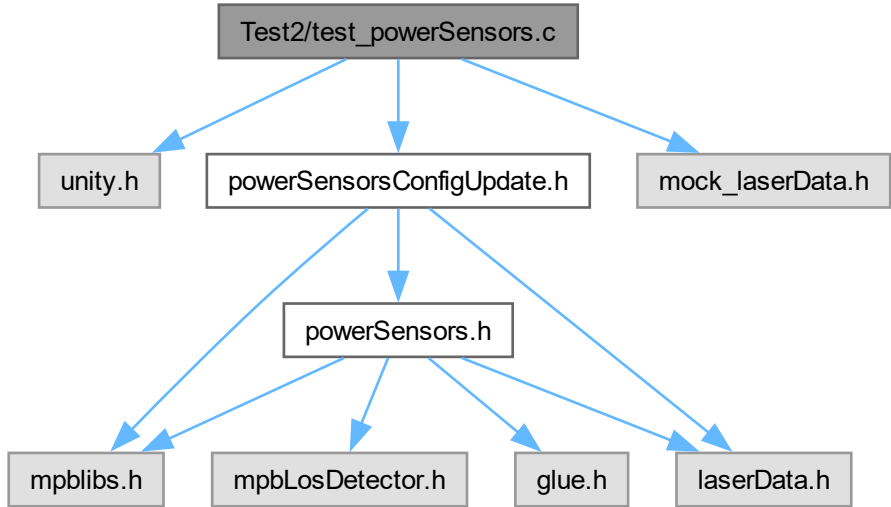 Test2/test_powerSensors.c
unity.h
powerSensorsConfigUpdate.h
mock_laserData.h
powerSensors.h
mpblibs.h
mpbLosDetector.h
glue.h
laserData.h